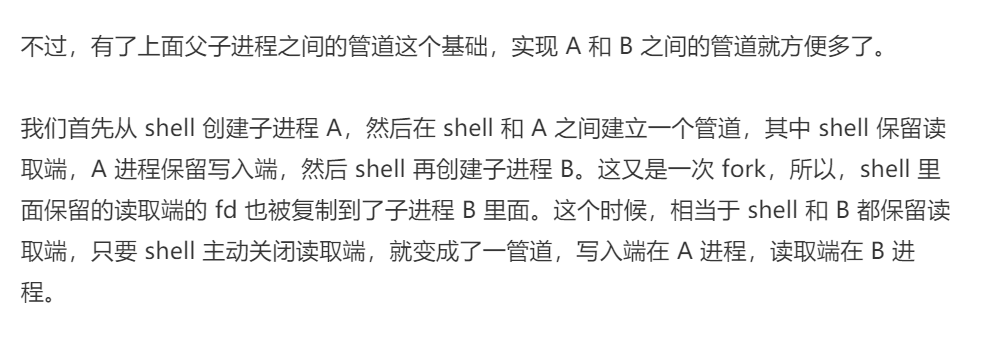 不过，有了上面父子进程之间的管道这个基础，实现 A 和 B 之间的管道就方便多了。
我们首先从 shell 创建子进程 A，然后在 shell 和 A 之间建立一个管道，其中 shell 保留读
取端，A 进程保留写入端，然后 shell 再创建子进程 B。这又是一次 fork，所以，shell 里
面保留的读取端的 fd 也被复制到了子进程 B 里面。这个时候，相当于 shell 和 B 都保留读
取端，只要 shell 主动关闭读取端，就变成了一管道，写入端在 A 进程，读取端在 B 进
程。